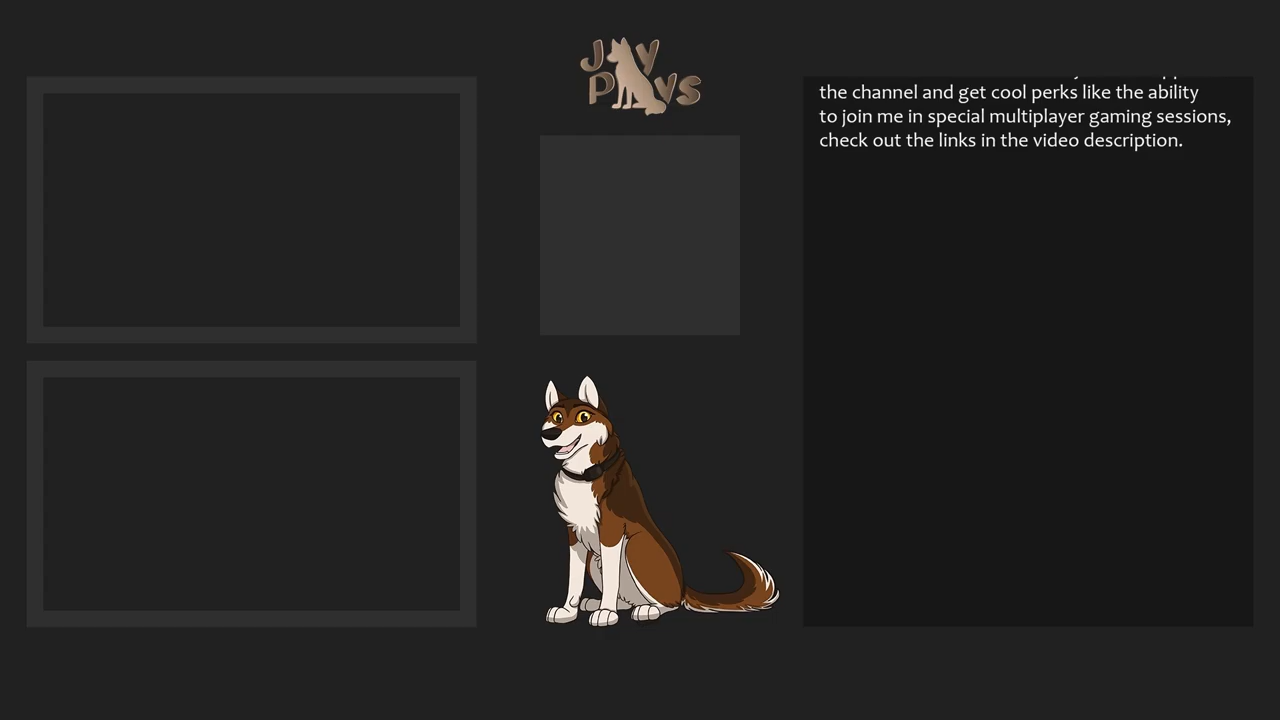 JAY
PAWS
the channel and get cool perks like the ability
to join me in special multiplayer gaming sessions,
check out the links in the video description.